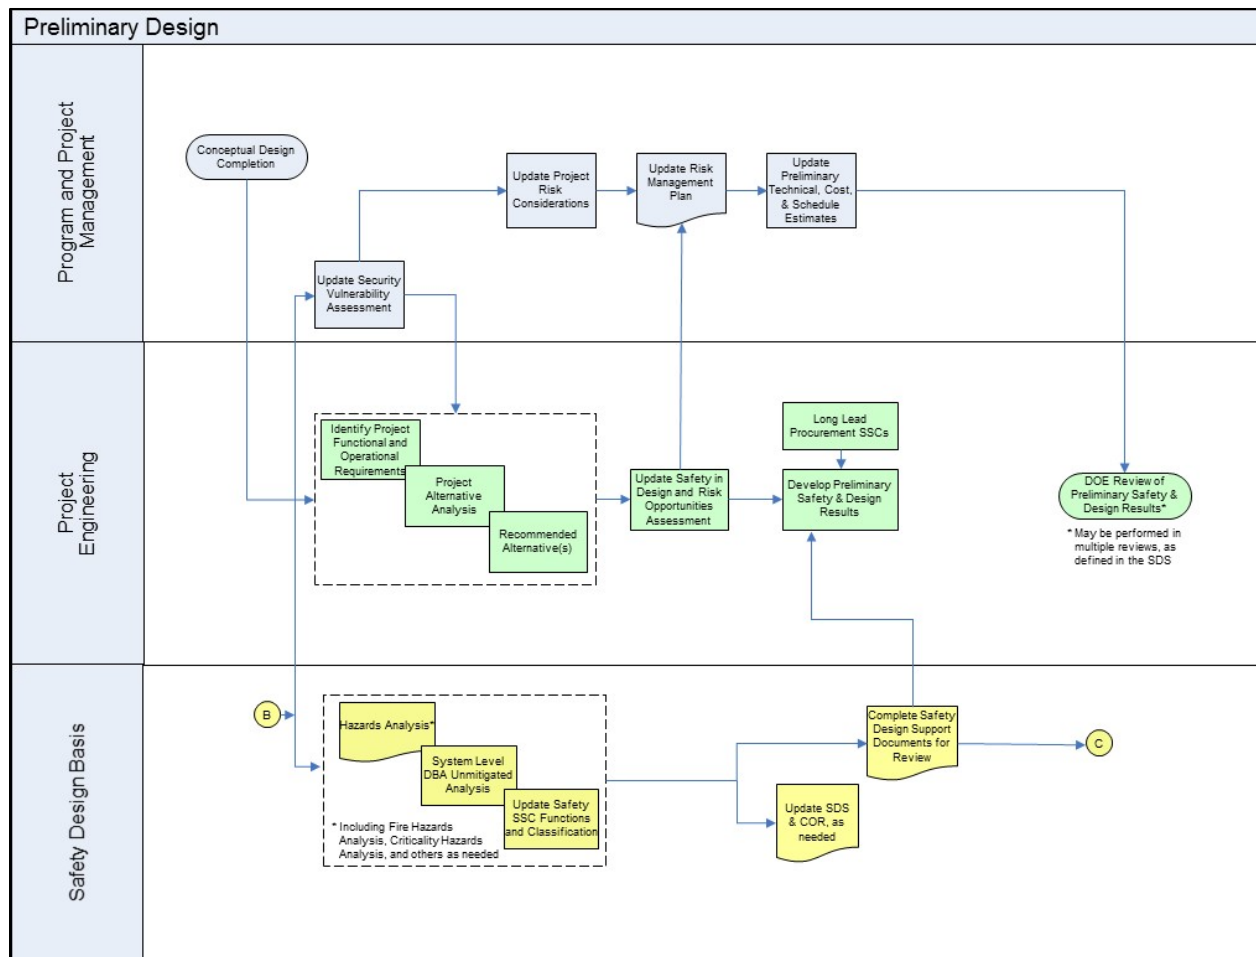 Preliminary Design
Program and Project
Management
Conceptual Design
Completion
Update Project
Risk
Considerations
Update Risk
Management
Plan
Update
Preliminary
Technical, Cost,
& Schedule
Estimates
Update Security
Vulnerability
Assessment
Project
Engineering
Identify Project
Functional and
Operational
Requirements
Project
Alternative
Analysis
Recommended
Alternative(s)
Update Safety in
Design and Risk
Opportunities
Assessment
Long Lead
Procurement SSCs
Develop Preliminary
Safety & Design
Results
DOE Review of
Preliminary Safety &
Design Results*
* May be performed in
multiple reviews, as
defined in the SDS
Safety Design Basis
B
Hazards Analysis*
System Level
DBA Unmitigated
Analysis
Update Safety
SSC Functions
and Classification
* Including Fire Hazards
Analysis, Criticality Hazards
Analysis, and others as needed
Complete Safety
Design Support
Documents for
Review
Update SDS
& COR, as
needed
C